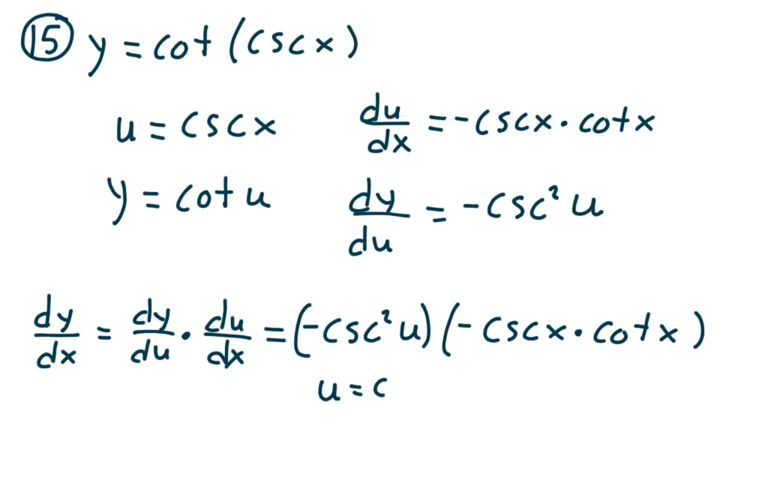 ⑮ y = cot (csc x)
u = csc x   du/dx = -csc x · cot x
y = cot u   dy/du = -csc² u
dy/dx = dy/du · du/dx = (-csc² u) (-csc x · cot x)
u = c